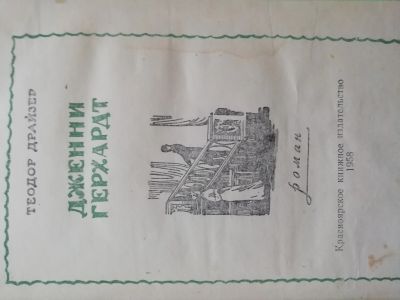 ТЕОДОР ДРАЙЗЕР
ДЖЕННИ
ГЕРХАРДТ
роман
Красноярское книжное издательство
1958